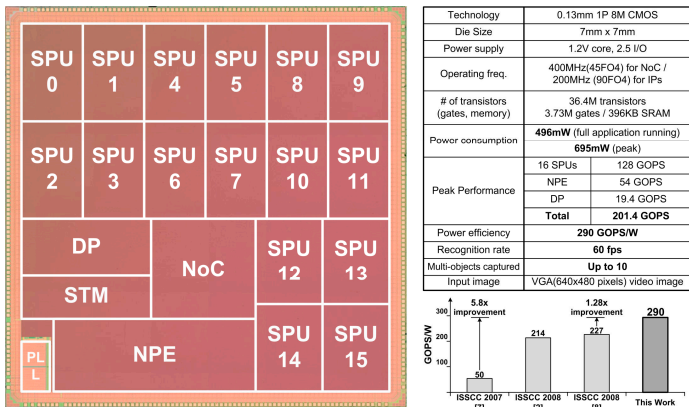 SPU 0
SPU 1
SPU 4
SPU 5
SPU 8
SPU 9
SPU 2
SPU 3
SPU 6
SPU 7
SPU 10
SPU 11
DP
NoC
SPU 12
SPU 13
STM
PL
L
NPE
SPU 14
SPU 15
Technology 0.13mm 1P 8M CMOS
Die Size 7mm x 7mm
Power supply 1.2V core, 2.5 I/O
Operating freq. 400MHz(45FO4) for NoC /
200MHz (90FO4) for IPs
# of transistors 36.4M transistors
(gates, memory) 3.73M gates / 396KB SRAM
Power consumption 496mW (full application running)
695mW (peak)
Peak Performance
16 SPUs 128 GOPS
NPE 54 GOPS
DP 19.4 GOPS
Total 201.4 GOPS
Power efficiency 290 GOPS/W
Recognition rate 60 fps
Multi-objects captured Up to 10
Input image VGA(640x480 pixels) video image
GOPS/W
300
200
100
5.8x
improvement
1.28x
improvement
50
214
227
290
ISSCC 2007
[7]
ISSCC 2008
[2]
ISSCC 2008
[8]
This Work